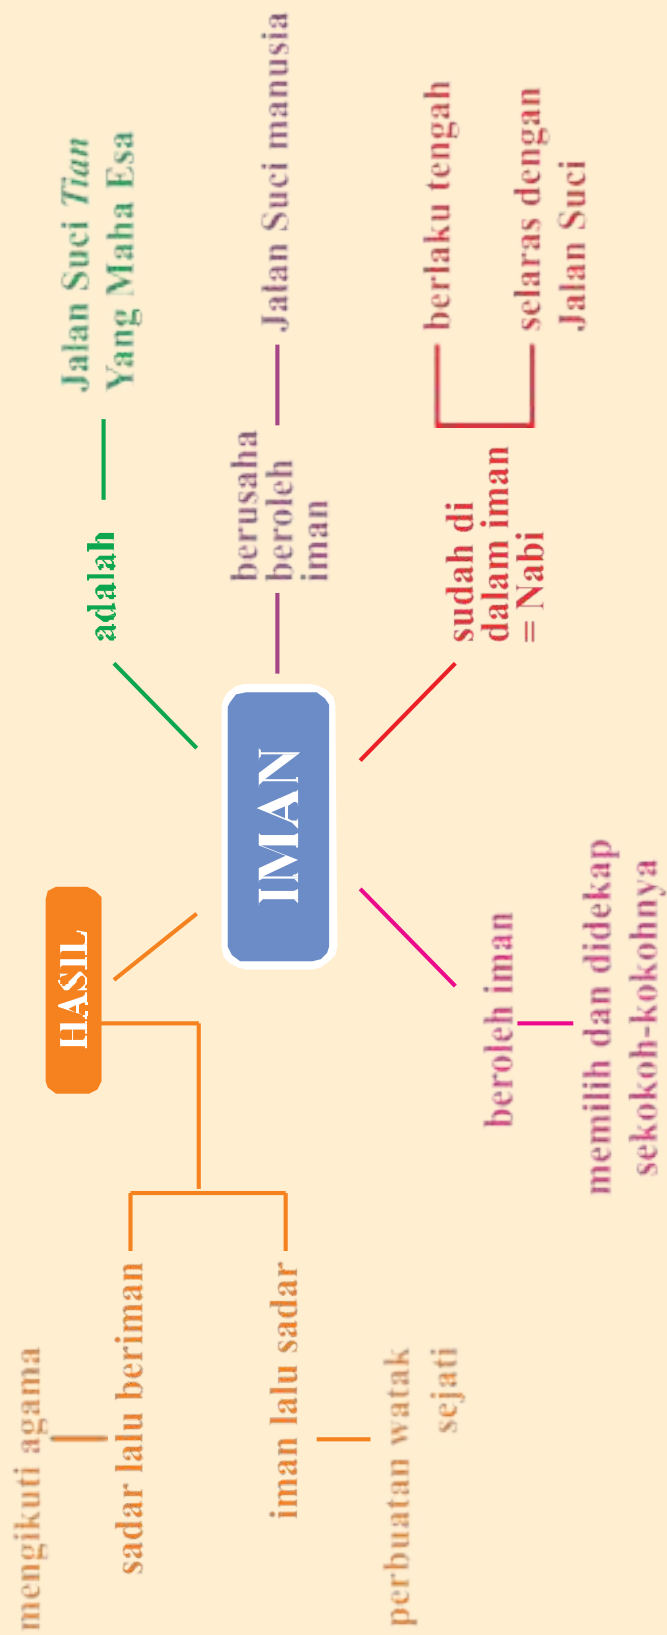 IMAN
adalah
Jalan Suci Tian
Yang Maha Esa
berusaha
beroleh
iman
Jalan Suci manusia
sudah di
dalam iman
= Nabi
berlaku tengah
selaras dengan
Jalan Suci
beroleh iman
memilih dan didekap
sekokoh-kokohnya
HASIL
sadar lalu beriman
mengikuti agama
iman lalu sadar
perbuatan watak
sejati